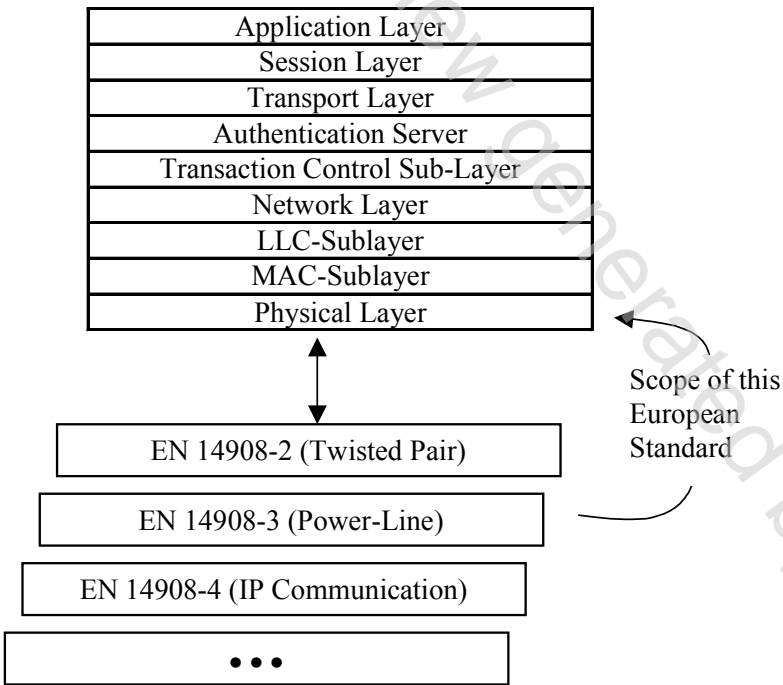 Application Layer
Session Layer
Transport Layer
Authentication Server
Transaction Control Sub-Layer
Network Layer
LLC-Sublayer
MAC-Sublayer
Physical Layer
Scope of this
European
Standard
EN 14908-2 (Twisted Pair)
EN 14908-3 (Power-Line)
EN 14908-4 (IP Communication)
•••
generated